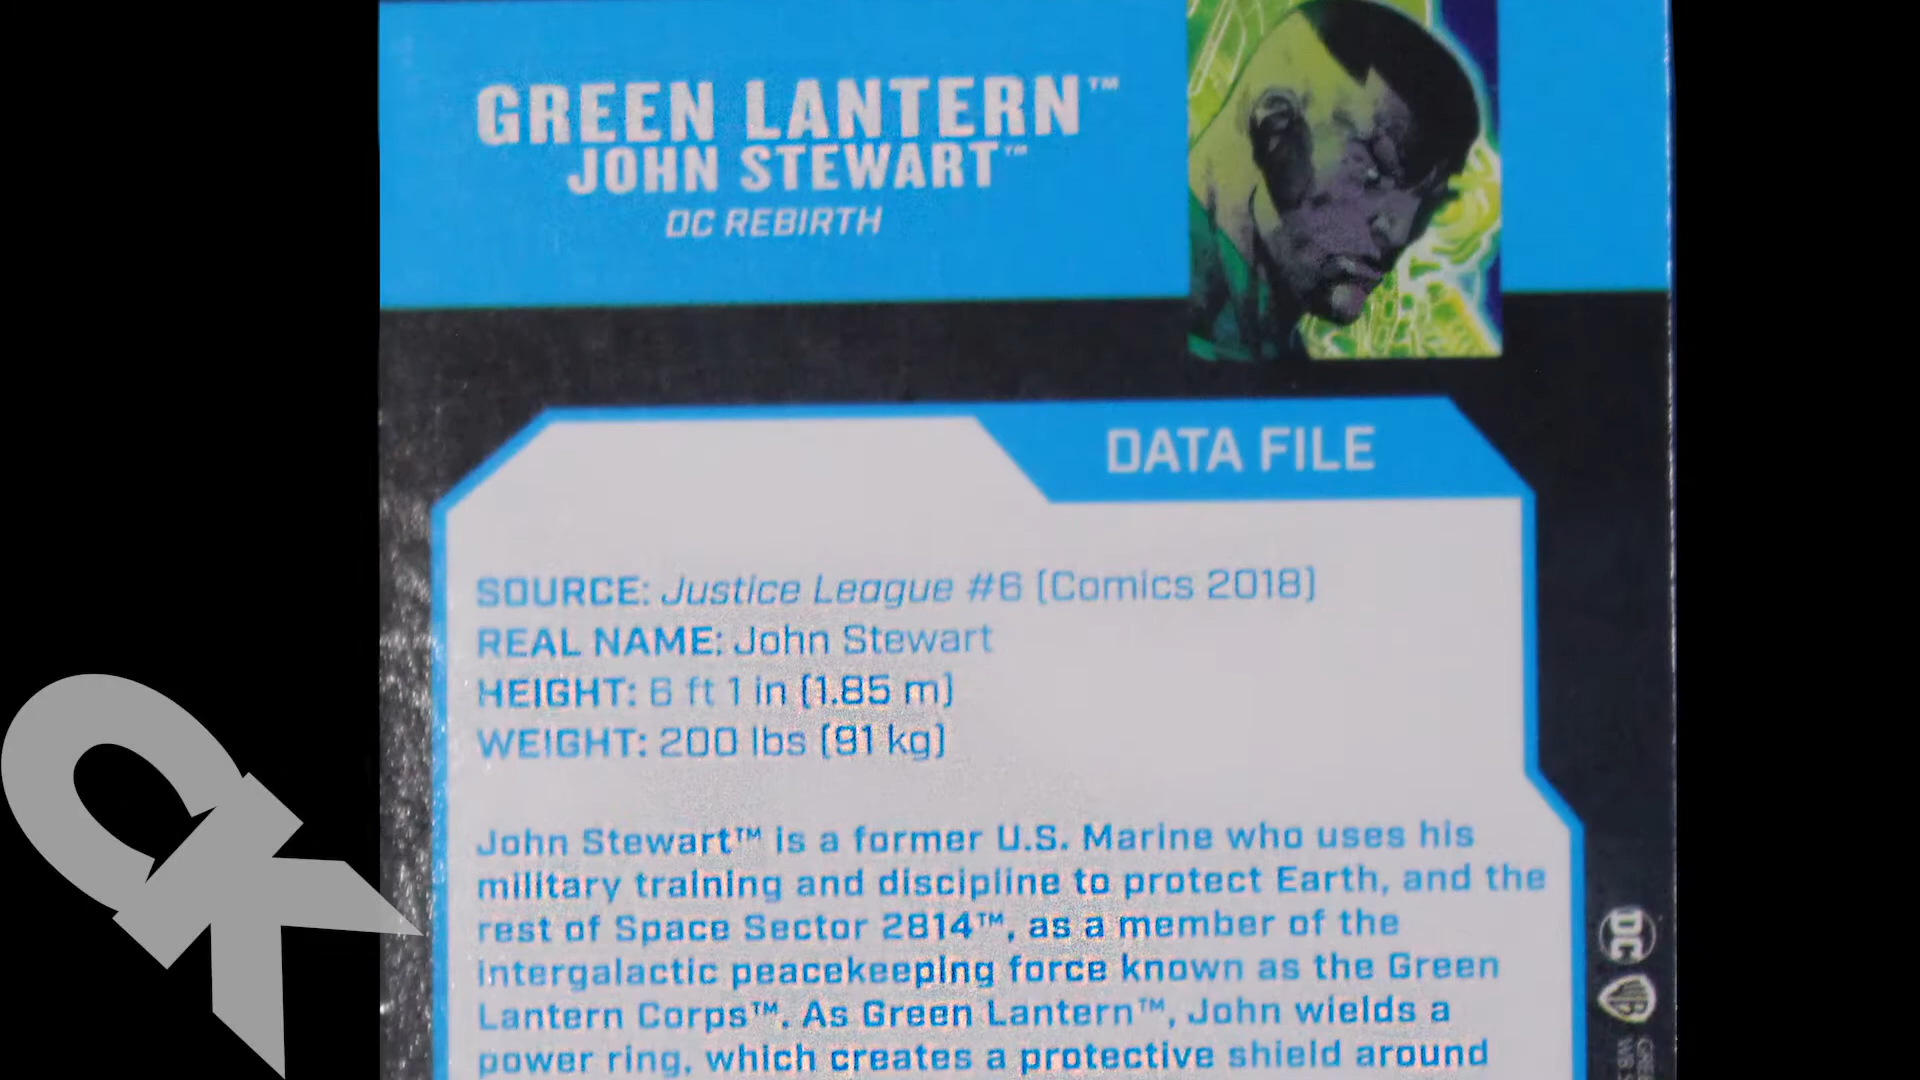 GREEN LANTERN™
JOHN STEWART™
DC REBIRTH
DATA FILE
SOURCE: Justice League #6 (Comics 2018)
REAL NAME: John Stewart
HEIGHT: 6 ft 1 in (1.85 m)
WEIGHT: 200 lbs (91 kg)
John Stewart™ is a former U.S. Marine who uses his
military training and discipline to protect Earth, and the
rest of Space Sector 2814™, as a member of the
intergalactic peacekeeping force known as the Green
Lantern Corps™. As Green Lantern™, John wields a
power ring, which creates a protective shield around
DC
WB
CK